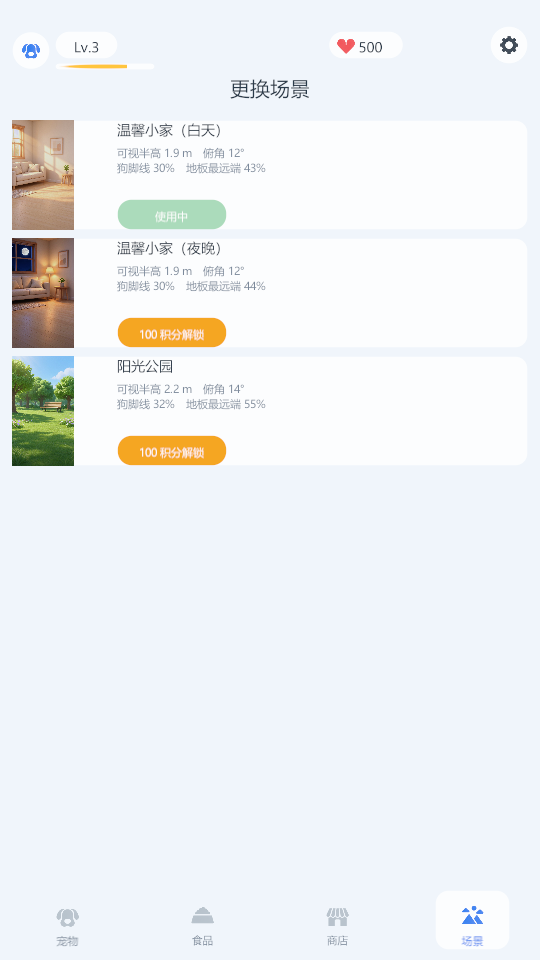 Lv.3
500
更换场景
温馨小家（白天）
可视半高 1.9 m 俯角 12°
狗脚线 30% 地板最远端 43%
使用中
温馨小家（夜晚）
可视半高 1.9 m 俯角 12°
狗脚线 30% 地板最远端 44%
100 积分解锁
阳光公园
可视半高 2.2 m 俯角 14°
狗脚线 32% 地板最远端 55%
100 积分解锁
宠物
食品
商店
场景